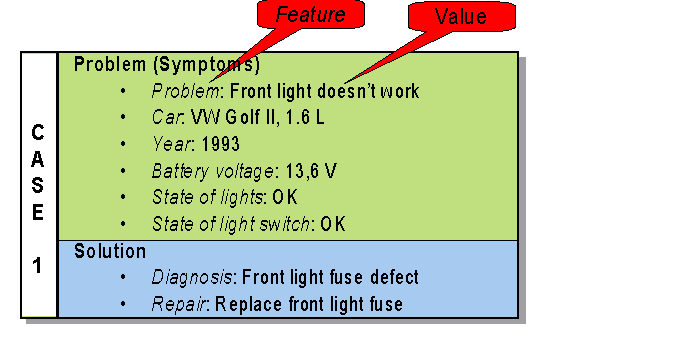 Feature
Value
CASE 1
Problem (Symptoms)
• Problem: Front light doesn't work
• Car: VW Golf II, 1.6 L
• Year: 1993
• Battery voltage: 13,6 V
• State of lights: OK
• State of light switch: OK
Solution
• Diagnosis: Front light fuse defect
• Repair: Replace front light fuse